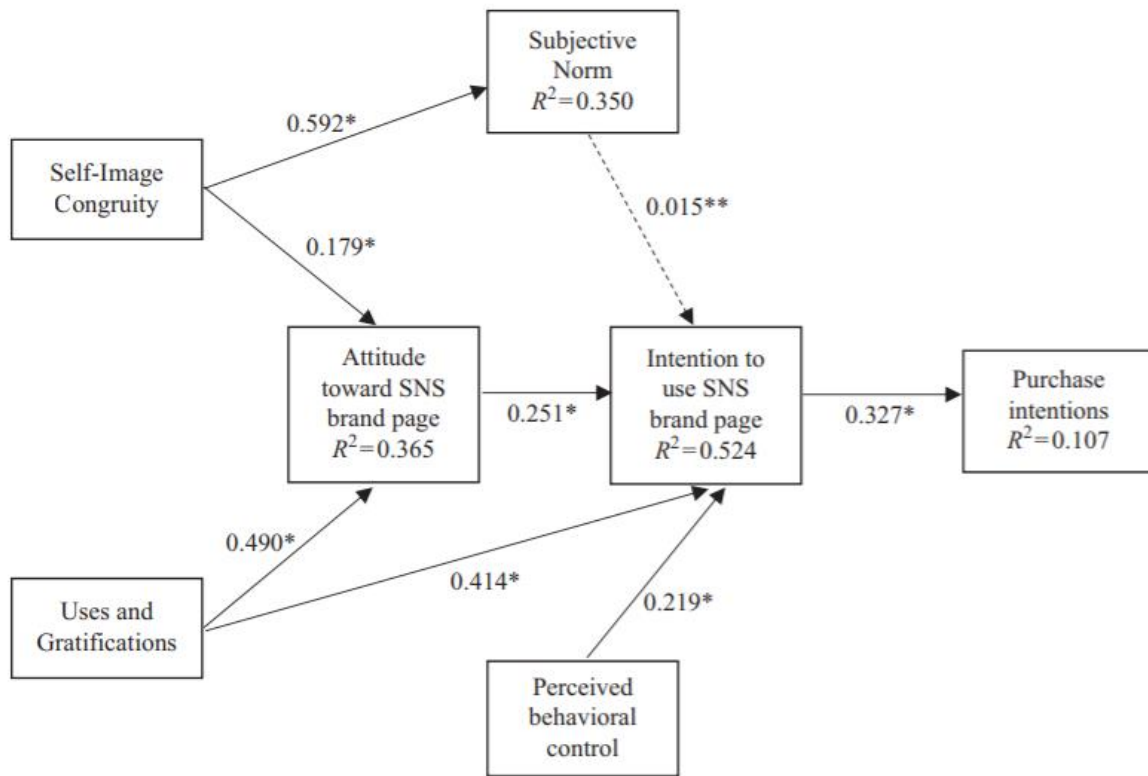 Subjective
Norm
R²=0.350
0.592*
Self-Image
Congruity
0.015**
0.179*
Attitude
toward SNS
brand page
R²=0.365
0.251*
Intention to
use SNS
brand page
R²=0.524
0.327*
Purchase
intentions
R²=0.107
0.490*
0.414*
0.219*
Uses and
Gratifications
Perceived
behavioral
control